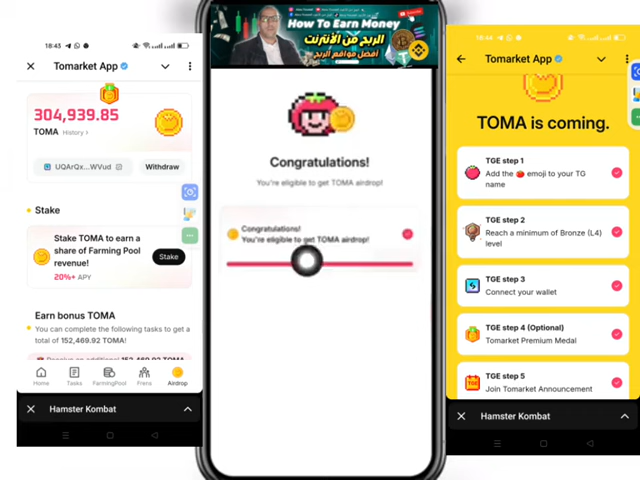 18:43
Tomarket App
304,939.85
TOMA History >
UQArQx...WVud
Withdraw
Stake
Stake TOMA to earn a
share of Farming Pool
revenue!
20%+ APY
Stake
Earn bonus TOMA
You can complete the following tasks to get a
total of 152,469.92 TOMA!
Home
Tasks
FarmingPool
Frens
Airdrop
Hamster Kombat
How To Earn Money
الربح من الأنترنت
أفضل مواقع الربح
Congratulations!
You're eligible to get TOMA airdrop!
Congratulations!
You're eligible to get TOMA airdrop!
18:44
Tomarket App
TOMA is coming.
TGE step 1
Add the 🍅 emoji to your TG
name
TGE step 2
Reach a minimum of Bronze (L4)
level
TGE step 3
Connect your wallet
TGE step 4 (Optional)
Tomarket Premium Medal
TGE step 5
Join Tomarket Announcement
Hamster Kombat